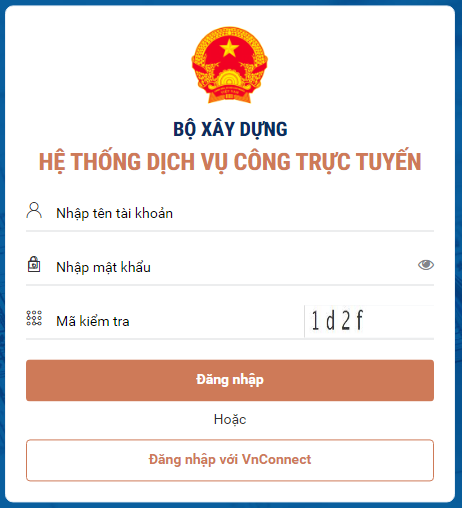 BỘ XÂY DỰNG
HỆ THỐNG DỊCH VỤ CÔNG TRỰC TUYẾN
Nhập tên tài khoản
Nhập mật khẩu
Mã kiểm tra 1d2f
Đăng nhập
Hoặc
Đăng nhập với VnConnect